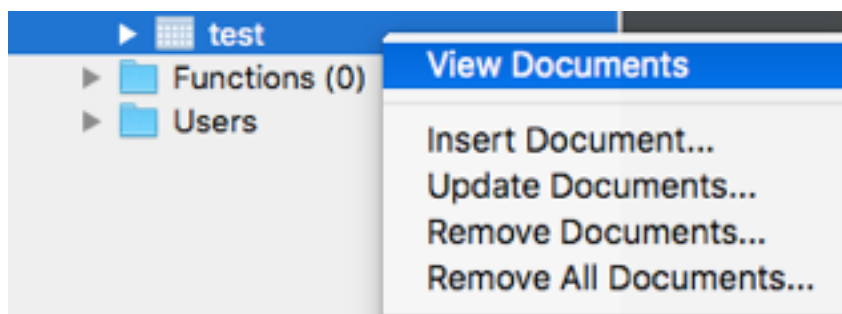 test
Functions (0)
Users
View Documents
Insert Document...
Update Documents...
Remove Documents...
Remove All Documents...